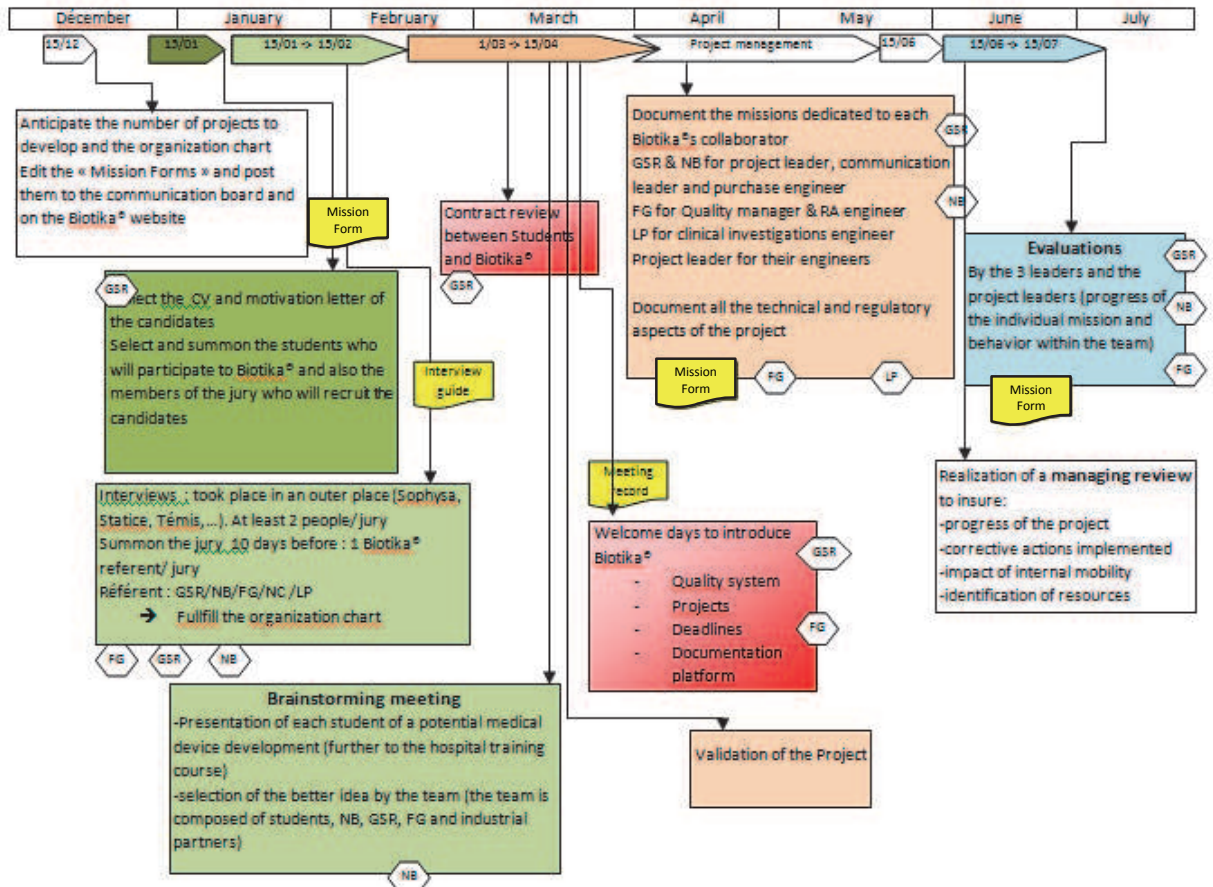 Décember January February March April May June July
15/12 15/01 15/01 -> 15/02 1/03 -> 15/04 Project management 15/06 15/06 -> 15/07
Anticipate the number of projects to
develop and the organization chart
Edit the « Mission Forms » and post
them to the communication board and
on the Biotika® website
Mission
Form
GSR
lect the CV and motivation letter of
the candidates
Select and summon the students who
will participate to Biotika® and also the
members of the jury who will recruit the
candidates
Interview
guide
Interviews : took place in an outer place (Sophysa,
Statice, Témis,...). At least 2 people/ jury
Summon the jury 10 days before : 1 Biotika®
referent/ jury
Référent : GSR/NB/FG/NC /LP
➔ Fullfill the organization chart
FG GSR NB
Brainstorming meeting
-Presentation of each student of a potential medical
device development (further to the hospital training
course)
-selection of the better idea by the team (the team is
composed of students, NB, GSR, FG and industrial
partners)
NB
Contract review
between Students
and Biotika®
GSR
Meeting
record
Welcome days to introduce
Biotika®
- Quality system
- Projects
- Deadlines
- Documentation
platform
GSR
FG
Validation of the Project
Document the missions dedicated to each
Biotika®'s collaborator
GSR & NB for project leader, communication
leader and purchase engineer
FG for Quality manager & RA engineer
LP for clinical investigations engineer
Project leader for their engineers
Document all the technical and regulatory
aspects of the project
GSR
NB
Mission
Form
FG LP
Evaluations
By the 3 leaders and the
project leaders (progress of
the individual mission and
behavior within the team)
GSR
NB
FG
Mission
Form
Realization of a managing review
to insure:
-progress of the project
-corrective actions implemented
-impact of internal mobility
-identification of resources